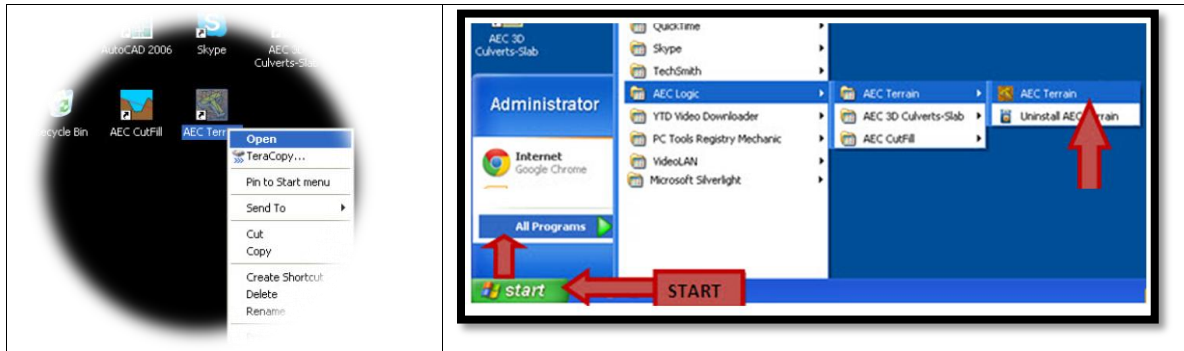 AutoCAD 2006
Skype
AEC
Culverts-Slab
Recycle Bin
AEC CutFill
AEC Terr
Open
TeraCopy...
Pin to Start menu
Send To
Cut
Copy
Create Shortcut
Delete
Rename
AEC 3D
Culverts-Slab
Administrator
Internet
Google Chrome
All Programs
start
START
QuickTime
Skype
TechSmith
AEC Logic
YTD Video Downloader
PC Tools Registry Mechanic
VideoLAN
Microsoft Silverlight
AEC Terrain
AEC 3D Culverts-Slab
AEC CutFill
AEC Terrain
Uninstall AEC Terrain